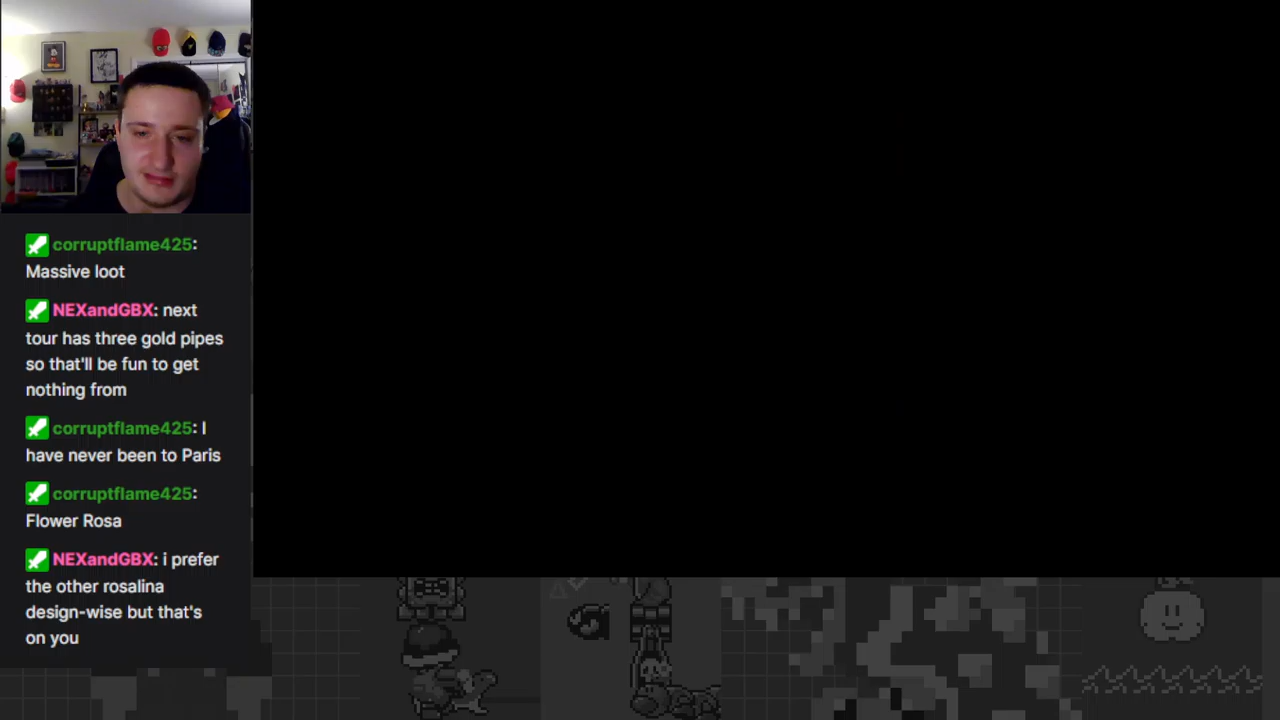 corruptflame425:
Massive loot
NEXandGBX: next
tour has three gold pipes
so that'll be fun to get
nothing from
corruptflame425: I
have never been to Paris
corruptflame425:
Flower Rosa
NEXandGBX: i prefer
the other rosalina
design-wise but that's
on you